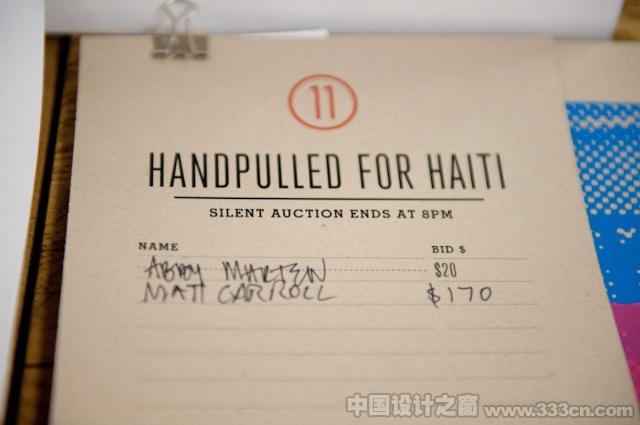 11
HANDPULLED FOR HAITI
SILENT AUCTION ENDS AT 8PM
NAME BID $
ABBY MARTIN $20
MATT CARROLL $170
中国设计之窗 www.333cn.com